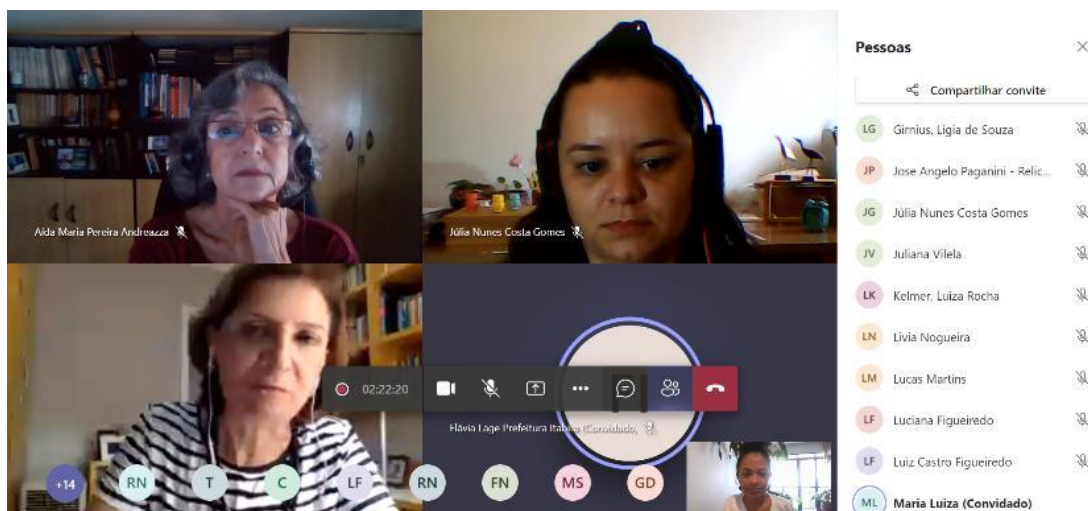 Aida Maria Pereira Andreazza
Júlia Nunes Costa Gomes
02:22:20
Flávia Lage Prefeitura Itabira (Convidado,
+14
RN
T
C
LF
RN
FN
MS
GD
Pessoas
Compartilhar convite
LG Girnius, Ligia de Souza
JP Jose Angelo Paganini - Relic...
JG Júlia Nunes Costa Gomes
JV Juliana Vilela
LK Kelmer, Luiza Rocha
LN Livia Nogueira
LM Lucas Martins
LF Luciana Figueiredo
LF Luiz Castro Figueiredo
ML Maria Luiza (Convidado)